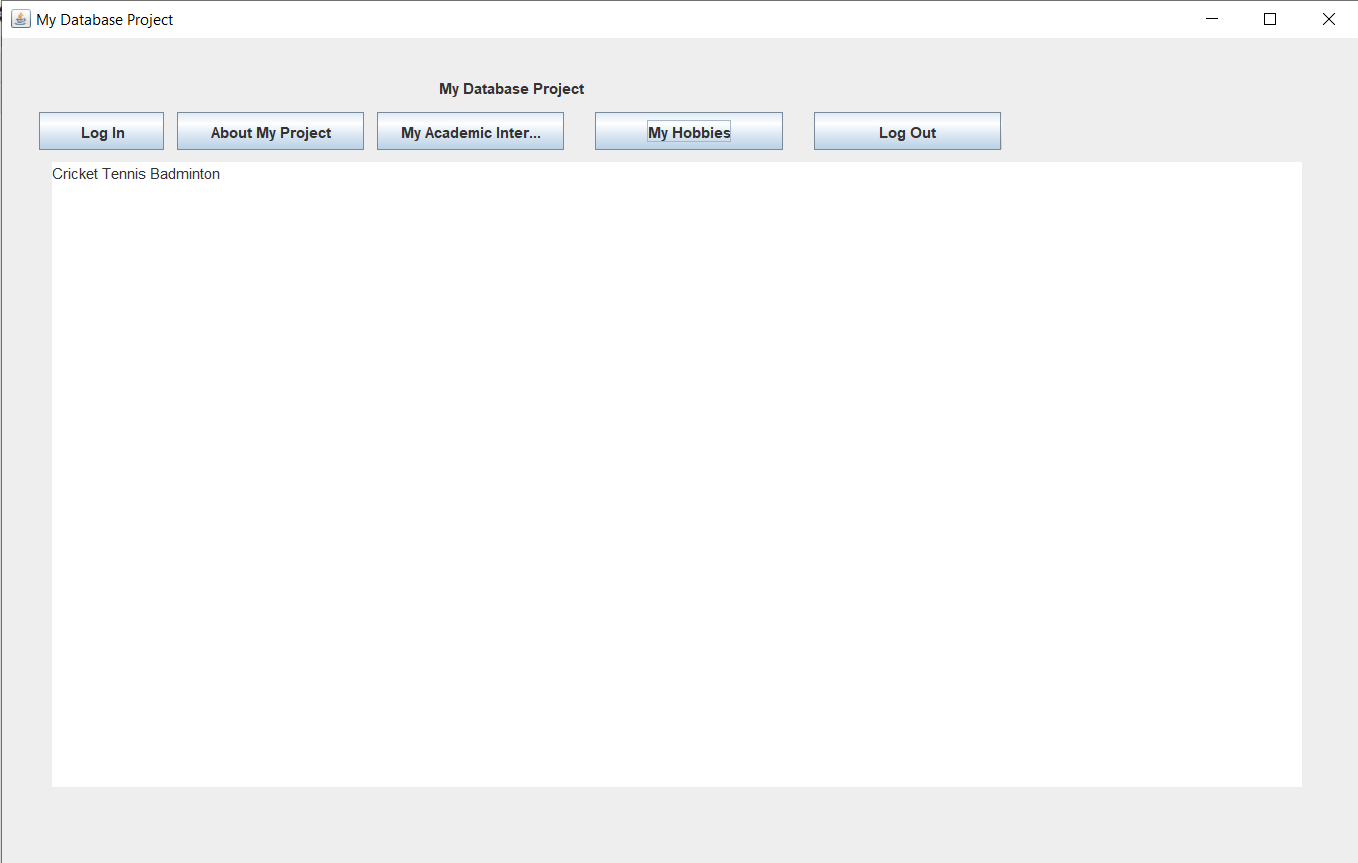 My Database Project
My Database Project
Log In About My Project My Academic Inter... My Hobbies Log Out
Cricket Tennis Badminton